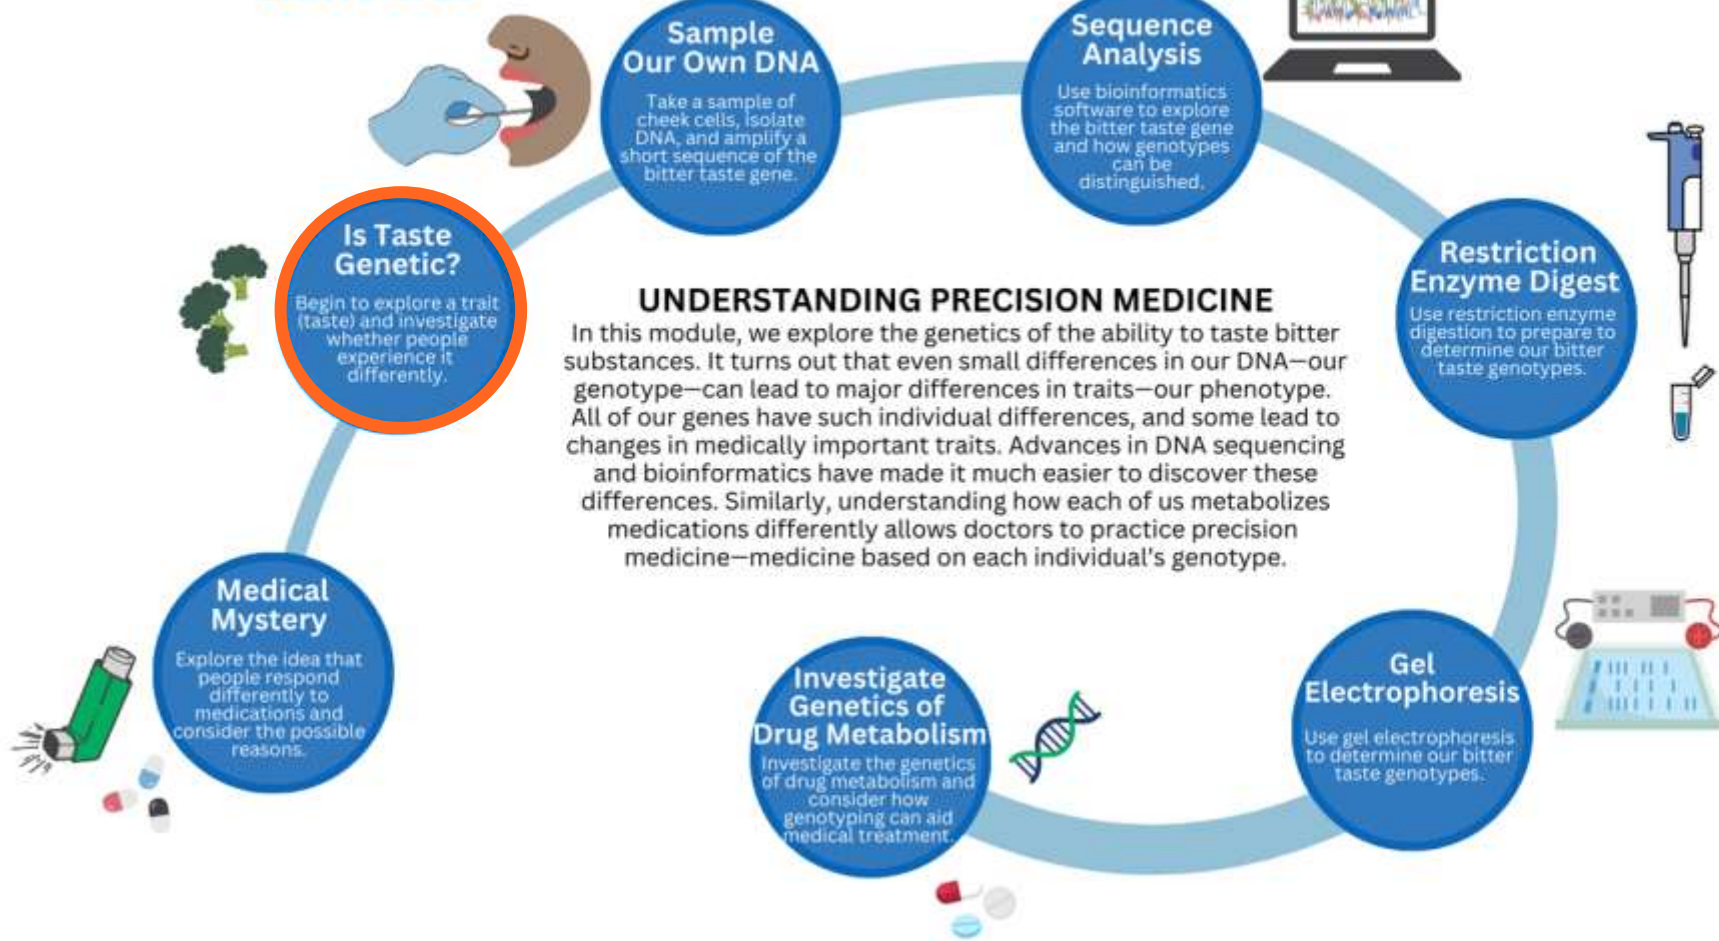 Sample
Our Own DNA
Take a sample of
cheek cells, isolate
DNA, and amplify a
short sequence of the
bitter taste gene.
Sequence
Analysis
Use bioinformatics
software to explore
the bitter taste gene
and how genotypes
can be
distinguished.
Is Taste
Genetic?
Begin to explore a trait
(taste) and investigate
whether people
experience it
differently.
Restriction
Enzyme Digest
Use restriction enzyme
digestion to prepare to
determine our bitter
taste genotypes.
UNDERSTANDING PRECISION MEDICINE
In this module, we explore the genetics of the ability to taste bitter
substances. It turns out that even small differences in our DNA—our
genotype—can lead to major differences in traits—our phenotype.
All of our genes have such individual differences, and some lead to
changes in medically important traits. Advances in DNA sequencing
and bioinformatics have made it much easier to discover these
differences. Similarly, understanding how each of us metabolizes
medications differently allows doctors to practice precision
medicine—medicine based on each individual's genotype.
Medical
Mystery
Explore the idea that
people respond
differently to
medications and
consider the possible
reasons.
Investigate
Genetics of
Drug Metabolism
Investigate the genetics
of drug metabolism and
consider how
genotyping can aid
medical treatment.
Gel
Electrophoresis
Use gel electrophoresis
to determine our bitter
taste genotypes.